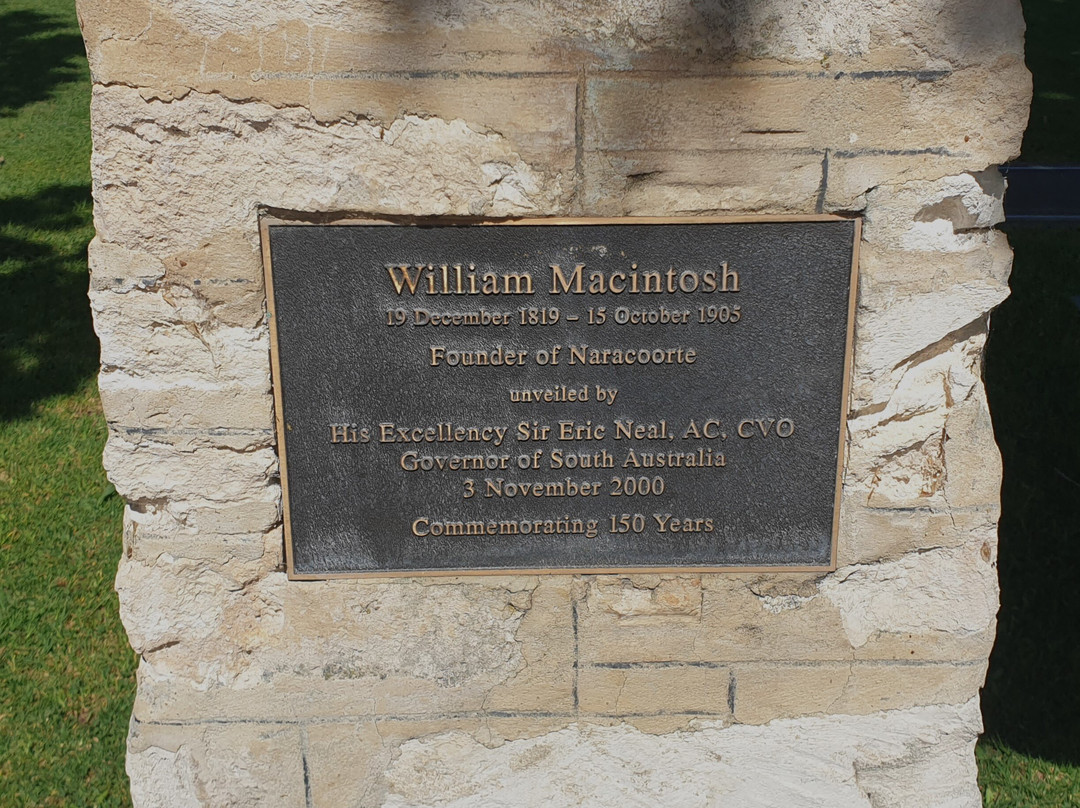 William Macintosh
19 December 1819 – 15 October 1905
Founder of Naracoorte
unveiled by
His Excellency Sir Eric Neal, AC, CVO
Governor of South Australia
3 November 2000
Commemorating 150 Years